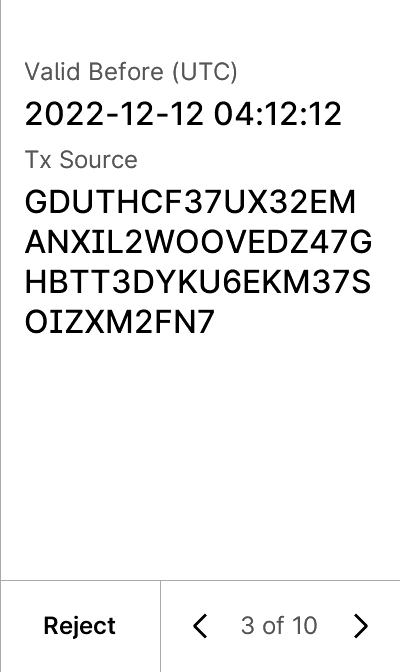 Valid Before (UTC)
2022-12-12 04:12:12
Tx Source
GDUTHCF37UX32EM
ANXIL2WOOVEDZ47G
HBTT3DYKU6EKM37S
OIZXM2FN7
Reject
3 of 10